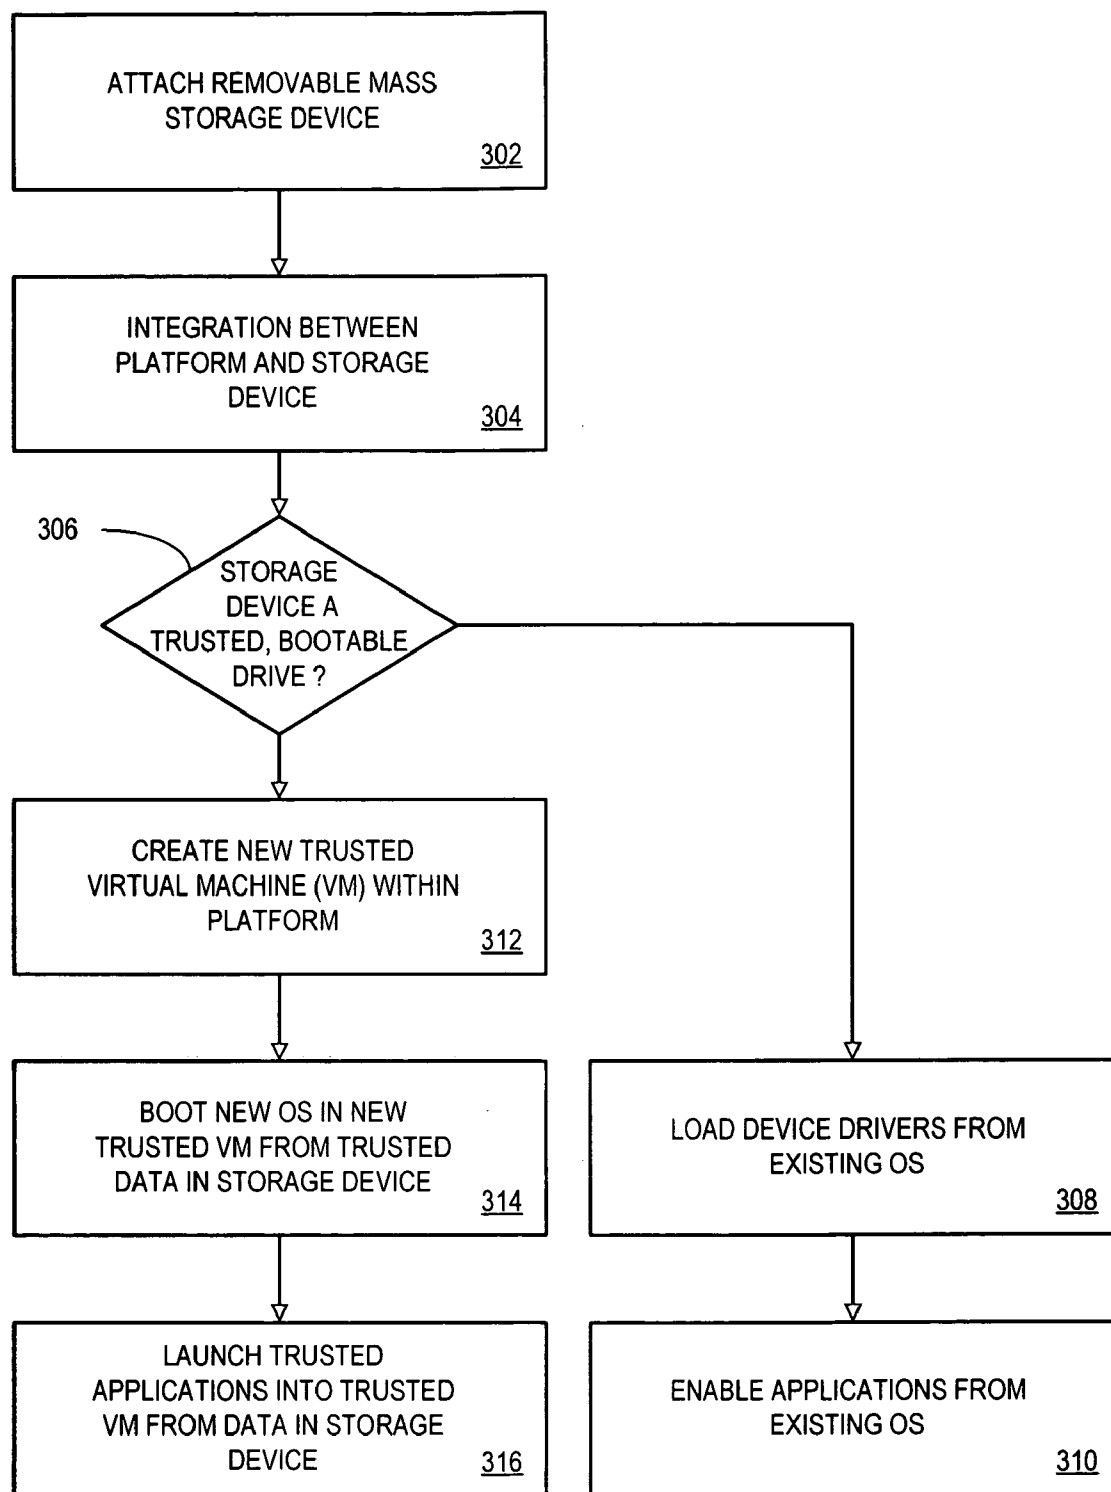 ATTACH REMOVABLE MASS
STORAGE DEVICE
302
INTEGRATION BETWEEN
PLATFORM AND STORAGE
DEVICE
304
306
STORAGE
DEVICE A
TRUSTED, BOOTABLE
DRIVE ?
CREATE NEW TRUSTED
VIRTUAL MACHINE (VM) WITHIN
PLATFORM
312
BOOT NEW OS IN NEW
TRUSTED VM FROM TRUSTED
DATA IN STORAGE DEVICE
314
LOAD DEVICE DRIVERS FROM
EXISTING OS
308
LAUNCH TRUSTED
APPLICATIONS INTO TRUSTED
VM FROM DATA IN STORAGE
DEVICE
316
ENABLE APPLICATIONS FROM
EXISTING OS
310